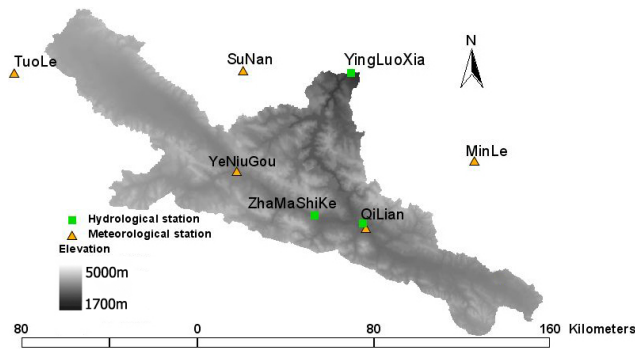 TuoLe
SuNan
YingLuoXia
N
MinLe
YeNiuGou
ZhaMaShiKe
QiLian
Hydrological station
Meteorological station
Elevation
5000m
1700m
80 0 80 160 Kilometers